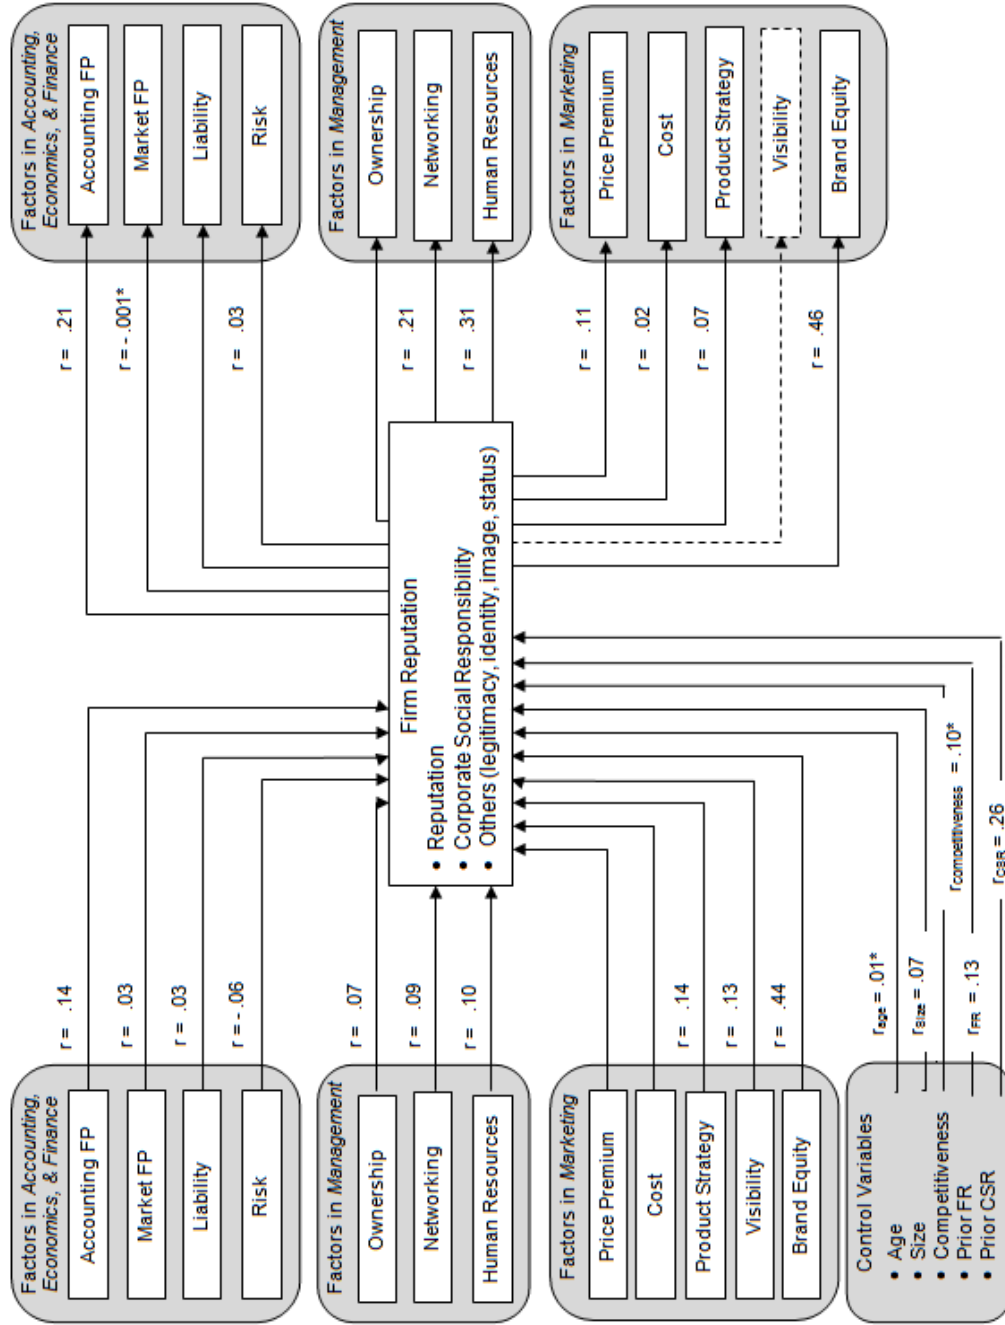 Factors in Accounting,
Economics, & Finance
Accounting FP
Market FP
Liability
Risk
r = .14
r = .03
r = .03
r = -.06
Factors in Management
Ownership
Networking
Human Resources
r = .07
r = .09
r = .10
Factors in Marketing
Price Premium
Cost
Product Strategy
Visibility
Brand Equity
r = .14
r = .13
r = .44
Control Variables
• Age
• Size
• Competitiveness
• Prior FR
• Prior CSR
rage = .01*
rSize = .07
rcompetitiveness = .10*
rFR = .13
rCSR = .26
Firm Reputation
• Reputation
• Corporate Social Responsibility
• Others (legitimacy, identity, image, status)
r = .21
r = -.001*
r = .03
Factors in Accounting,
Economics, & Finance
Accounting FP
Market FP
Liability
Risk
r = .21
r = .31
Factors in Management
Ownership
Networking
Human Resources
r = .11
r = .02
r = .07
r = .46
Factors in Marketing
Price Premium
Cost
Product Strategy
Visibility
Brand Equity